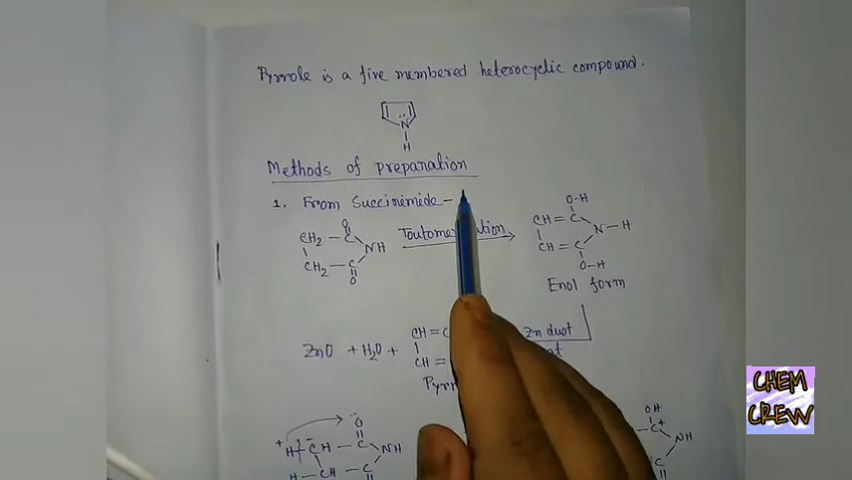 Pyrrole is a five membered heterocyclic compound.
N
H
Methods of preparation
1. From Succinimide -
CH2 - C NH
O
CH2 - C
O
O-H
CH = C N - H
CH = C
O-H
Enol form
ZnO + H2O + CH = Zn dust
CH =
+ H - CH - C NH
O
H - CH - C
OH
C+ NH
CHEM
CREW